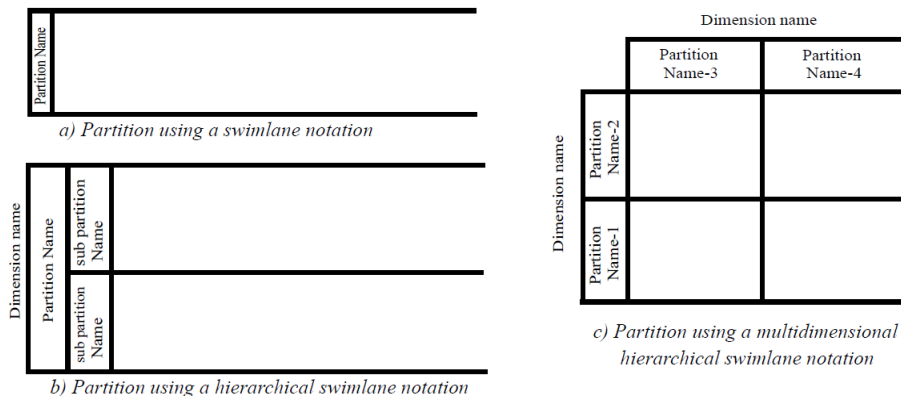 Partition Name
a) Partition using a swimlane notation
Dimension name
Partition Name
sub partition
Name
sub partition
Name
b) Partition using a hierarchical swimlane notation
Dimension name
Partition
Name-3
Partition
Name-4
Dimension name
Partition
Name-2
Partition
Name-1
c) Partition using a multidimensional
hierarchical swimlane notation